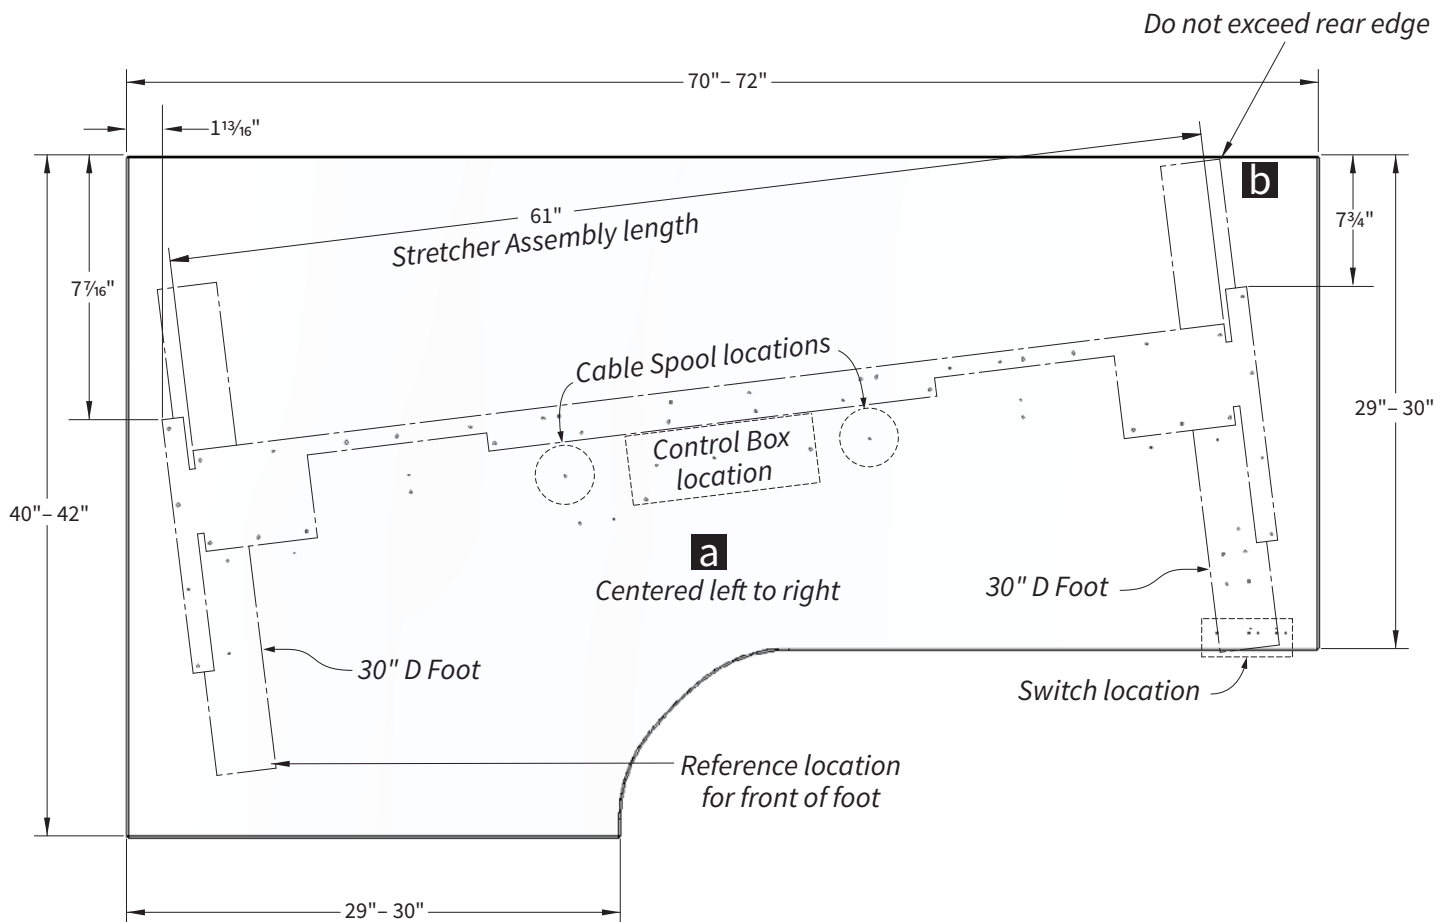 Do not exceed rear edge
70"– 72"
1 13/16"
b
61"
Stretcher Assembly length
7 3/4"
7 7/16"
Cable Spool locations
29"– 30"
Control Box
location
40"– 42"
a
Centered left to right
30" D Foot
30" D Foot
Switch location
Reference location
for front of foot
29"– 30"